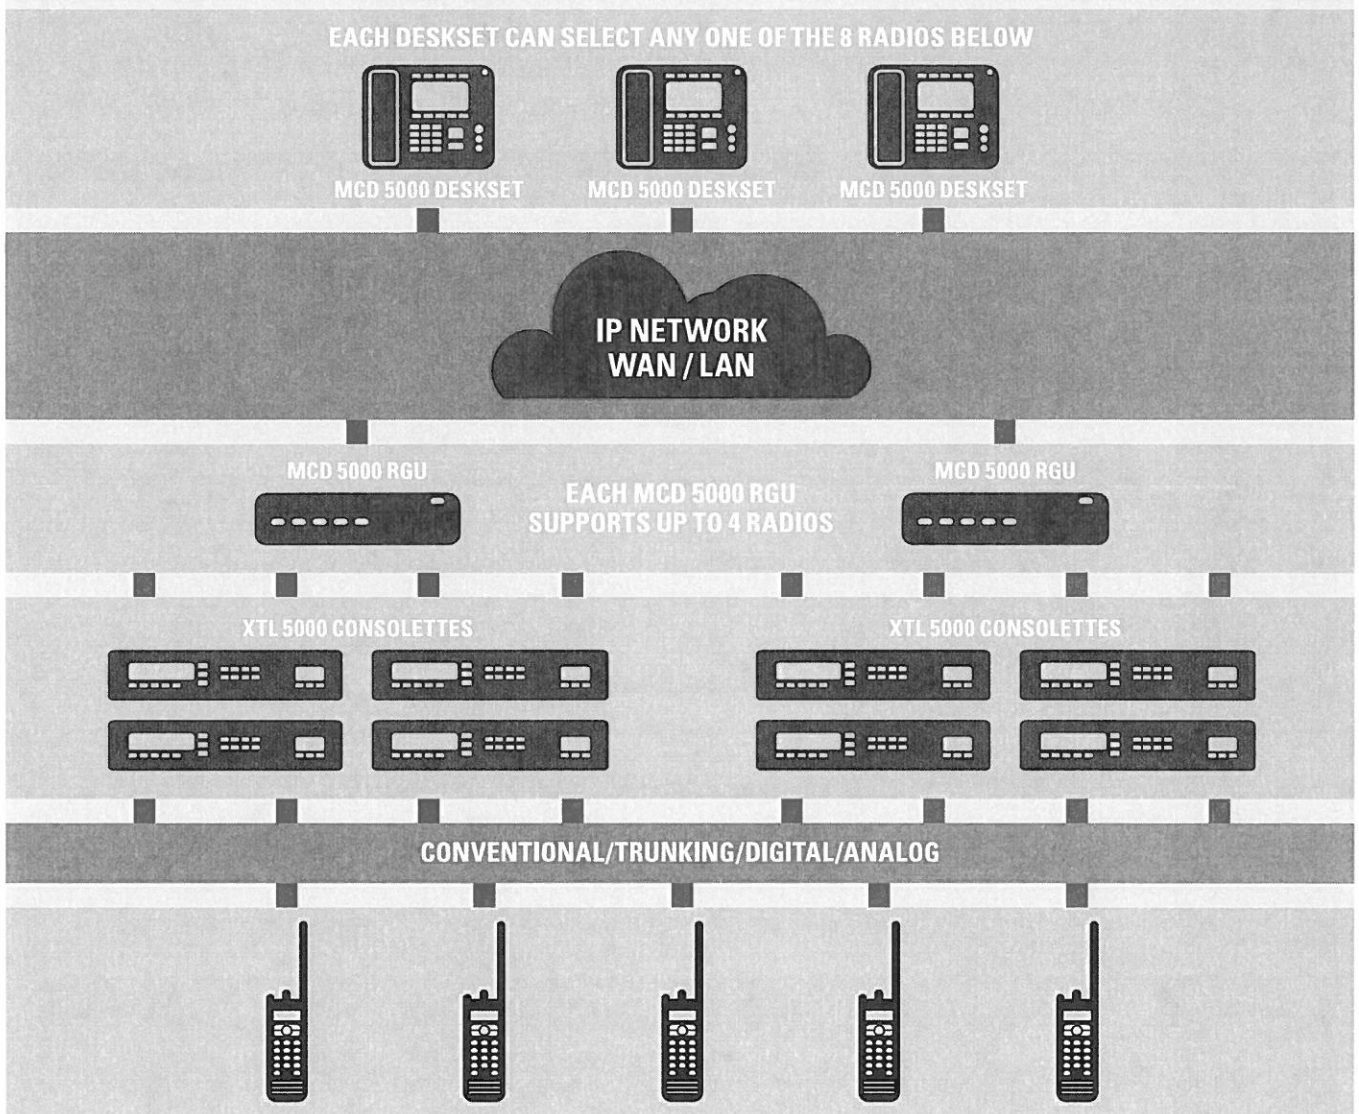 EACH DESKSET CAN SELECT ANY ONE OF THE 8 RADIOS BELOW
MCD 5000 DESKSET
MCD 5000 DESKSET
MCD 5000 DESKSET
IP NETWORK
WAN / LAN
MCD 5000 RGU
EACH MCD 5000 RGU
SUPPORTS UP TO 4 RADIOS
MCD 5000 RGU
XTL 5000 CONSOLETTES
XTL 5000 CONSOLETTES
CONVENTIONAL/TRUNKING/DIGITAL/ANALOG